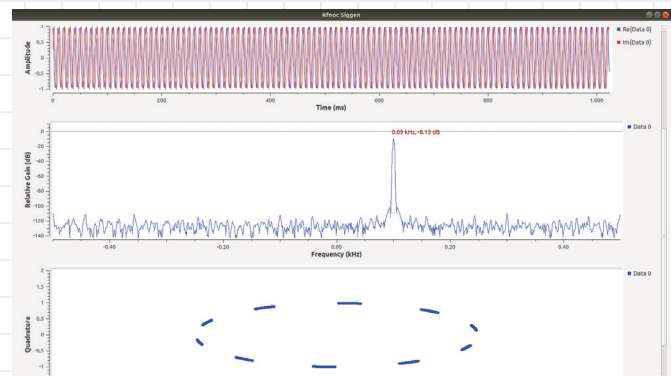 Rfnoc Siggen
Amplitude
1
0,5
0
-0,5
-1
0
200
400
600
800
1.000
Time (ms)
Re{Data 0}
Im{Data 0}
Relative Gain (dB)
0
-20
-40
-60
-80
-100
-120
-140
0.09 kHz, -8.13 dB
-0,40
-0,20
0,00
0,20
0,40
Frequency (kHz)
Data 0
Quadrature
2
1,5
1
0,5
0
-0,5
-1
Data 0